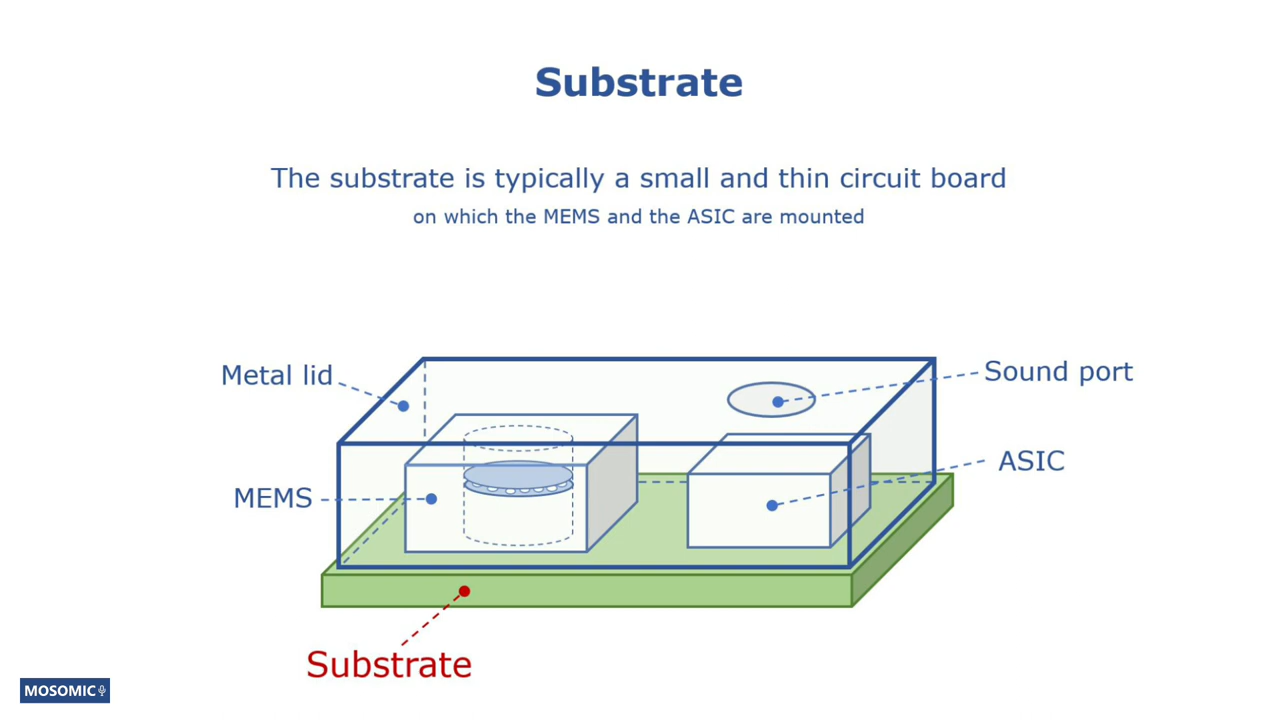 Substrate
The substrate is typically a small and thin circuit board
on which the MEMS and the ASIC are mounted
Metal lid
Sound port
ASIC
MEMS
Substrate
MOSOMIC